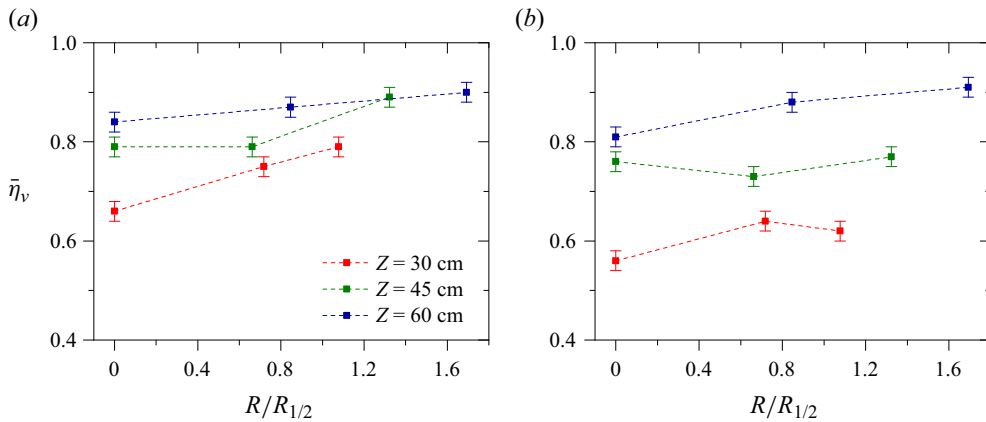 (a)
1.0
0.8
η̄ᵥ
0.6
0.4
0 0.4 0.8 1.2 1.6
R/R1/2
Z = 30 cm
Z = 45 cm
Z = 60 cm
(b)
1.0
0.8
0.6
0.4
0 0.4 0.8 1.2 1.6
R/R1/2